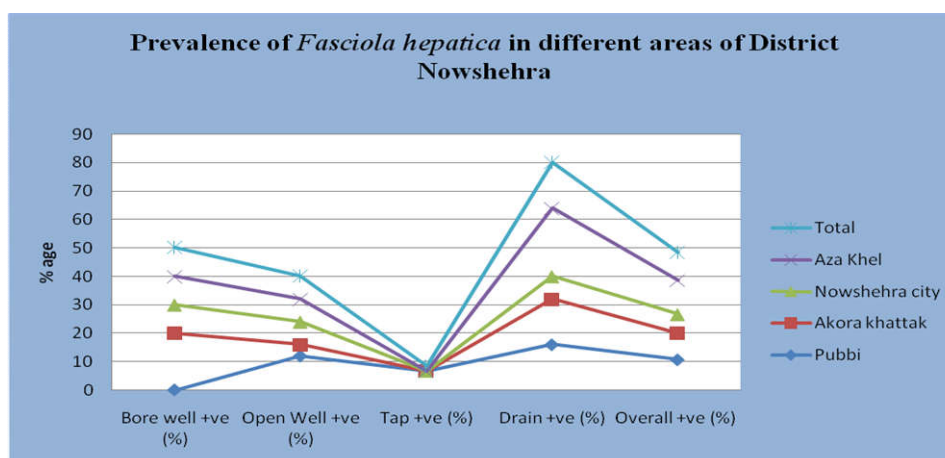 Prevalence of Fasciola hepatica in different areas of District
Nowshehra
90
80
70
60
50
40
30
20
10
0
% age
Bore well +ve
(%)
Open Well +ve
(%)
Tap +ve (%)
Drain +ve (%)
Overall +ve (%)
Total
Aza Khel
Nowshehra city
Akora khattak
Pubbi